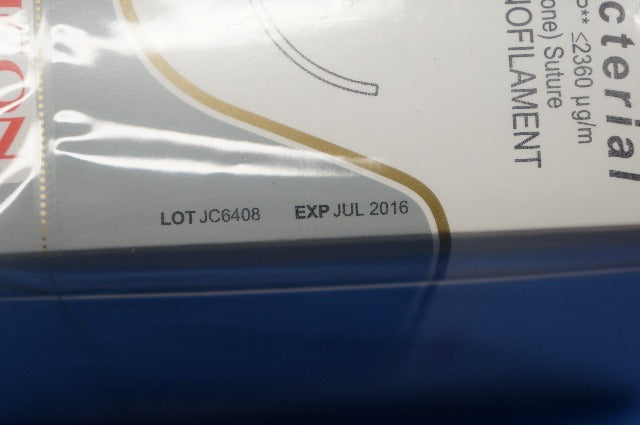 cterial
≤2360 µg/m
one) Suture
NOFILAMENT
LOT JC6408 EXP JUL 2016